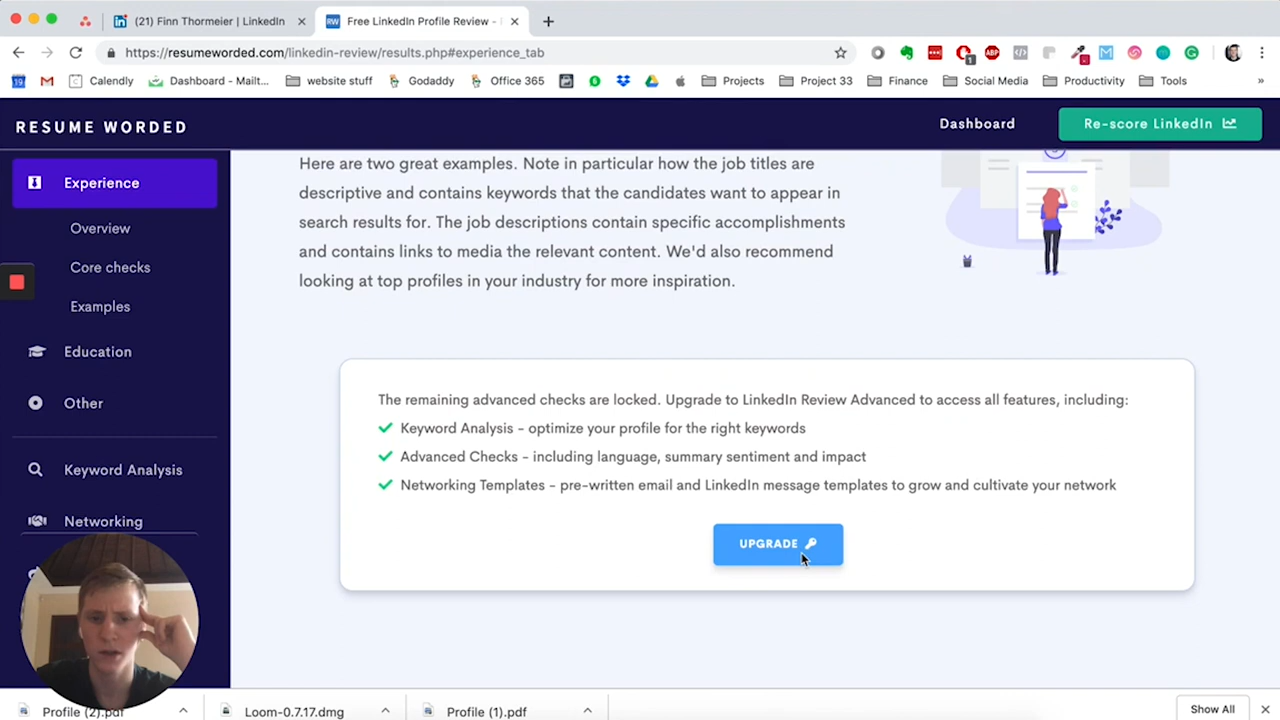 (21) Finn Thormeier | LinkedIn
RW Free LinkedIn Profile Review -
https://resumeworded.com/linkedin-review/results.php#experience_tab
ABP
M
G
Calendly
Dashboard - Mailt...
website stuff
Godaddy
Office 365
Projects
Project 33
Finance
Social Media
Productivity
Tools
»
RESUME WORDED
Dashboard
Re-score LinkedIn
Experience
Overview
Core checks
Examples
Education
Other
Keyword Analysis
Networking
Here are two great examples. Note in particular how the job titles are
descriptive and contains keywords that the candidates want to appear in
search results for. The job descriptions contain specific accomplishments
and contains links to media the relevant content. We'd also recommend
looking at top profiles in your industry for more inspiration.
The remaining advanced checks are locked. Upgrade to LinkedIn Review Advanced to access all features, including:
Keyword Analysis - optimize your profile for the right keywords
Advanced Checks - including language, summary sentiment and impact
Networking Templates - pre-written email and LinkedIn message templates to grow and cultivate your network
UPGRADE
Profile (2).pdf
Loom-0.7.17.dmg
Profile (1).pdf
Show All